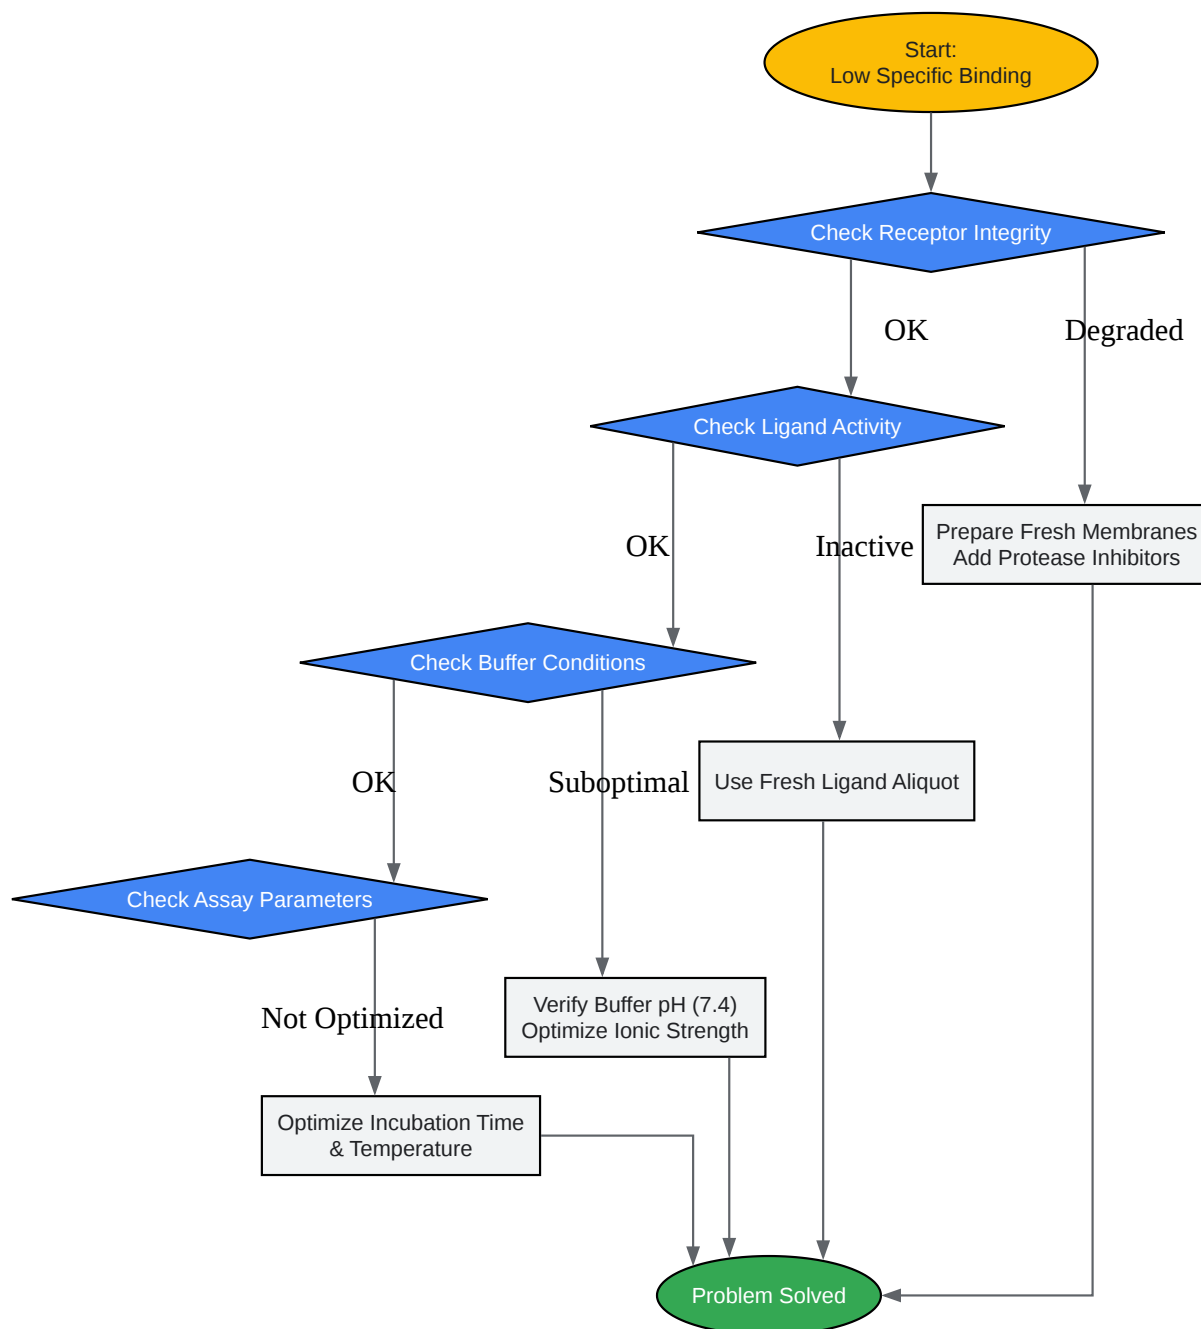 Start:
Low Specific Binding
Check Receptor Integrity
OK
Degraded
Check Ligand Activity
Prepare Fresh Membranes
Add Protease Inhibitors
OK
Inactive
Check Buffer Conditions
OK
Suboptimal
Use Fresh Ligand Aliquot
Check Assay Parameters
Not Optimized
Verify Buffer pH (7.4)
Optimize Ionic Strength
Optimize Incubation Time
& Temperature
Problem Solved